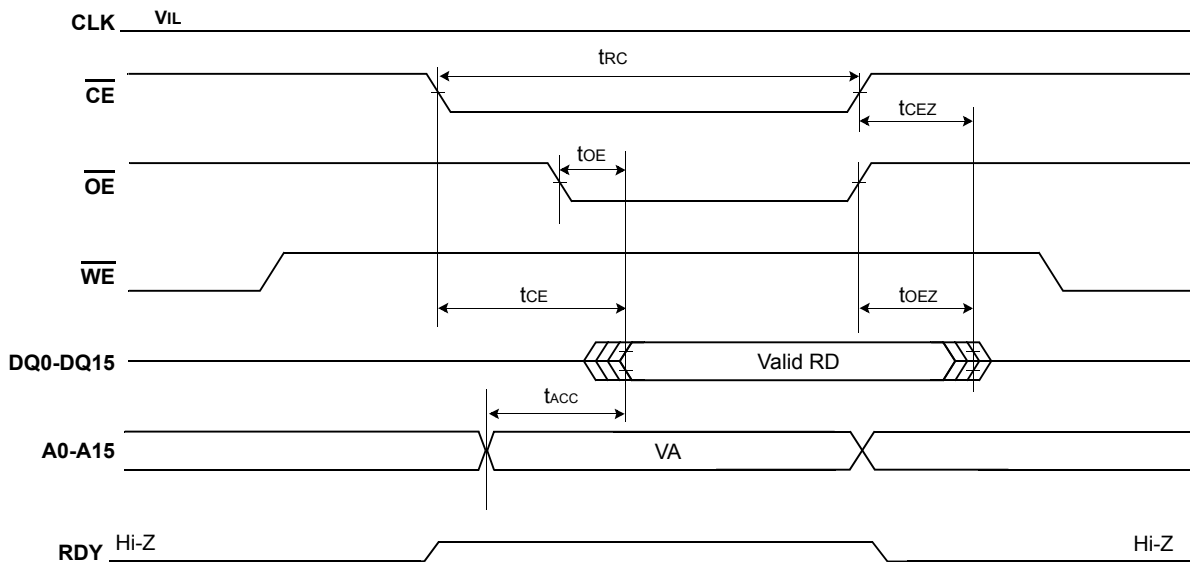 CLK VIL
tRC
CE
tCEZ
tOE
OE
WE
tCE
tOEZ
DQ0-DQ15 Valid RD
tACC
A0-A15 VA
RDY Hi-Z Hi-Z